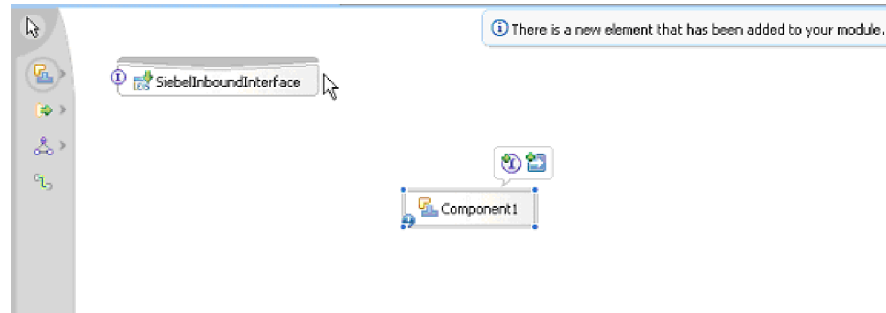 There is a new element that has been added to your module.
SiebelInboundInterface
Component1